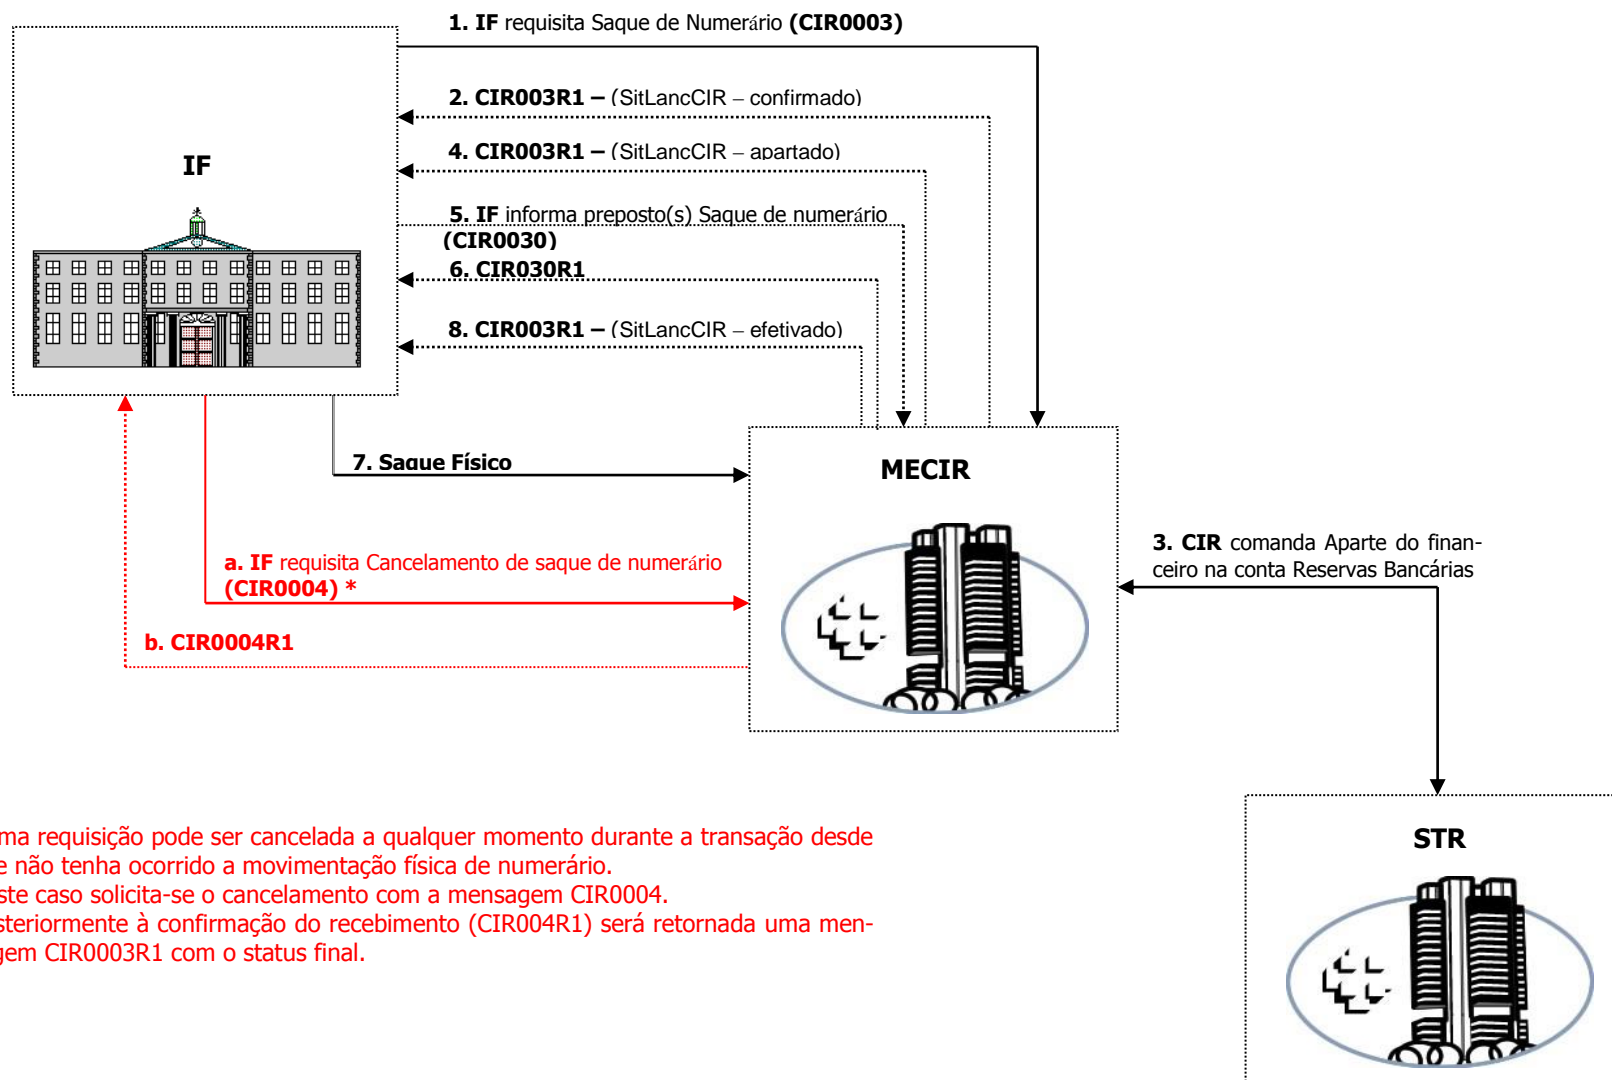 1. IF requisita Saque de Numerário (CIR0003)
2. CIR003R1 – (SitLancCIR – confirmado)
4. CIR003R1 – (SitLancCIR – apartado)
IF
5. IF informa preposto(s) Saque de numerário
(CIR0030)
6. CIR030R1
8. CIR003R1 – (SitLancCIR – efetivado)
7. Saque Físico
MECIR
a. IF requisita Cancelamento de saque de numerário
(CIR0004) *
3. CIR comanda Aparte do finan-
ceiro na conta Reservas Bancárias
b. CIR0004R1
STR
ma requisição pode ser cancelada a qualquer momento durante a transação desde
e não tenha ocorrido a movimentação física de numerário.
ste caso solicita-se o cancelamento com a mensagem CIR0004.
steriormente à confirmação do recebimento (CIR004R1) será retornada uma men-
gem CIR0003R1 com o status final.